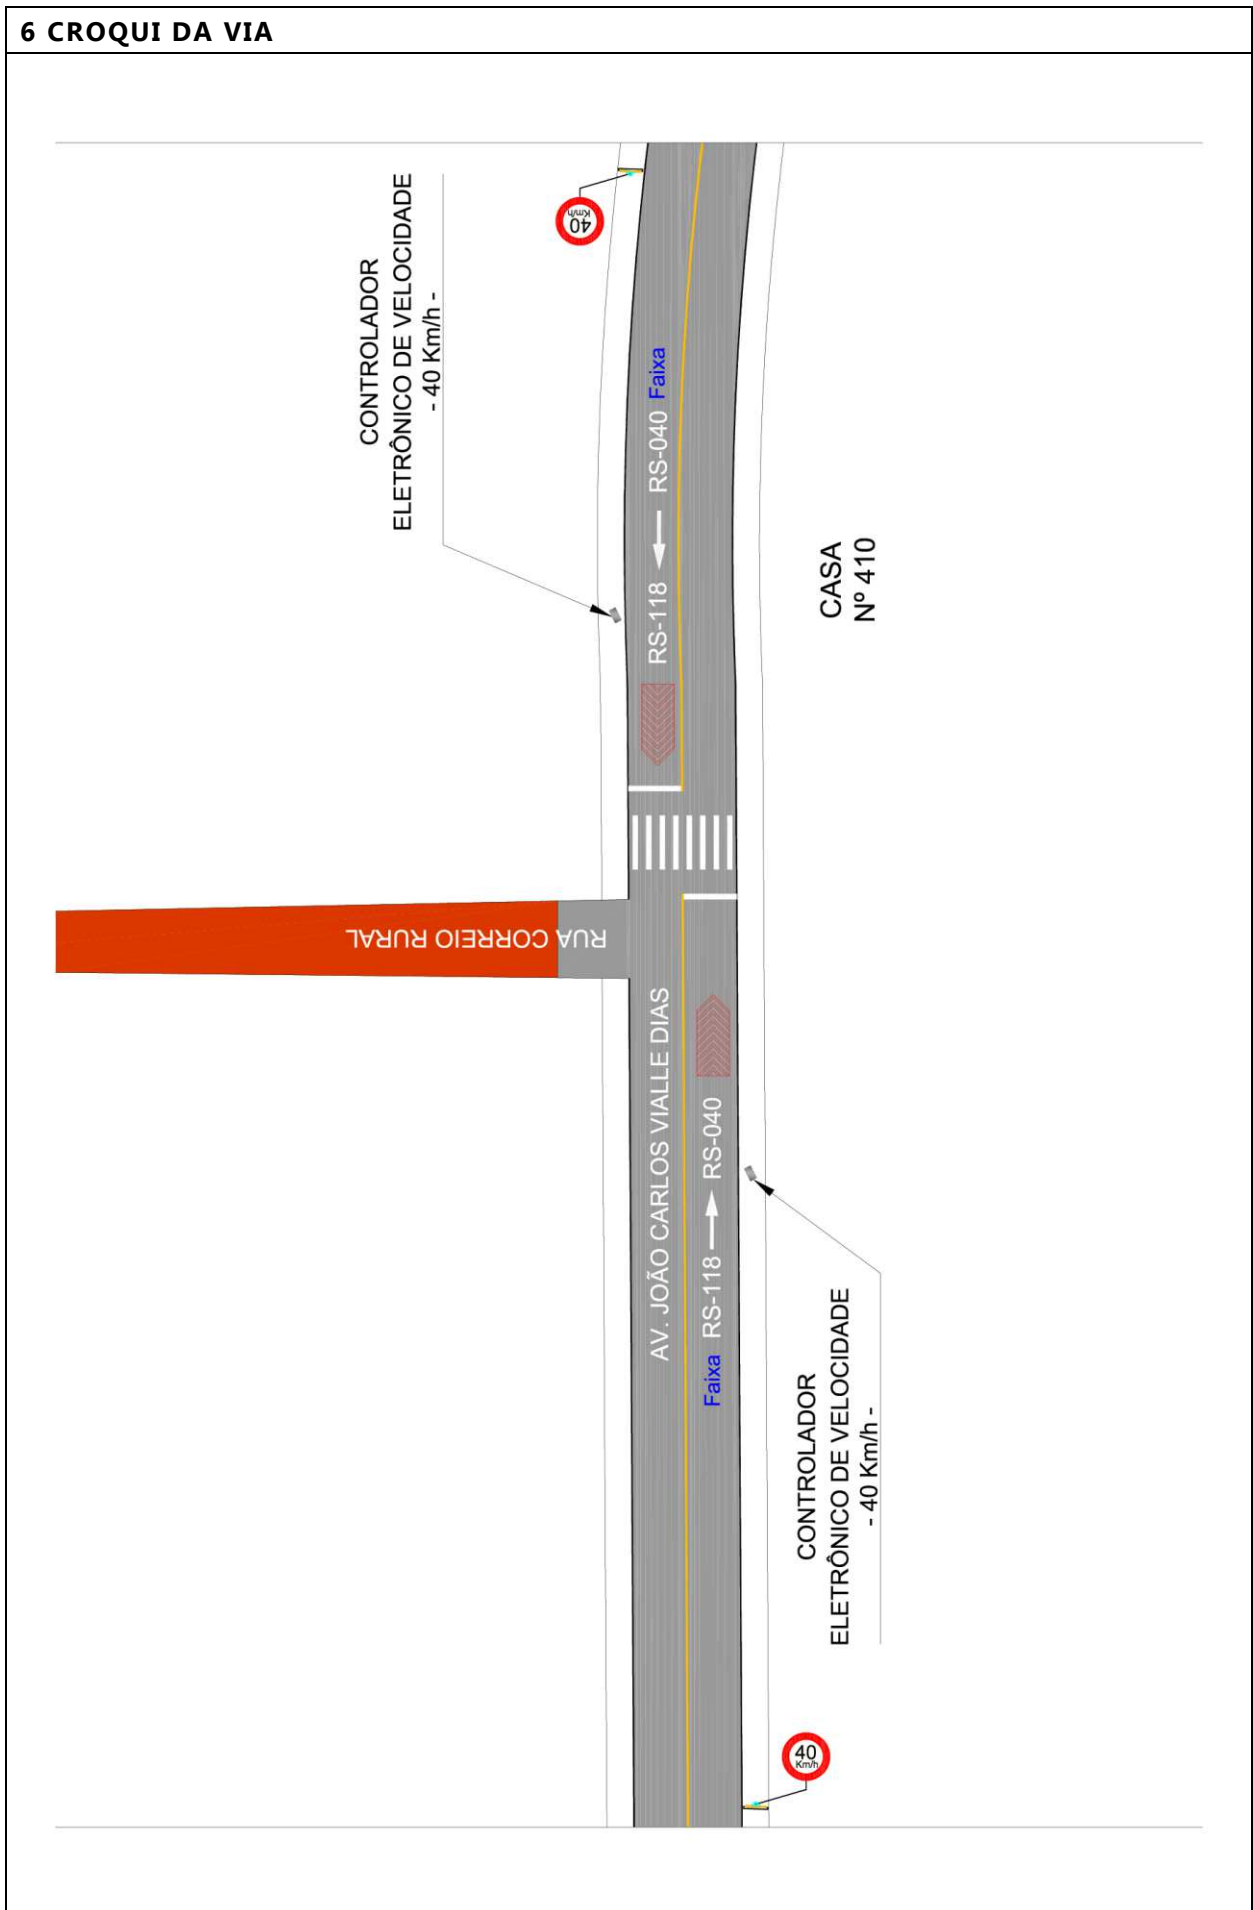 6 CROQUI DA VIA
40
Km/h
CONTROLADOR
ELETRÔNICO DE VELOCIDADE
- 40 Km/h -
RS-118 RS-040 Faixa
CASA
Nº 410
RUA CORREIO RURAL
AV. JOÃO CARLOS VIALLE DIAS
Faixa RS-118 RS-040
CONTROLADOR
ELETRÔNICO DE VELOCIDADE
- 40 Km/h -
40
Km/h